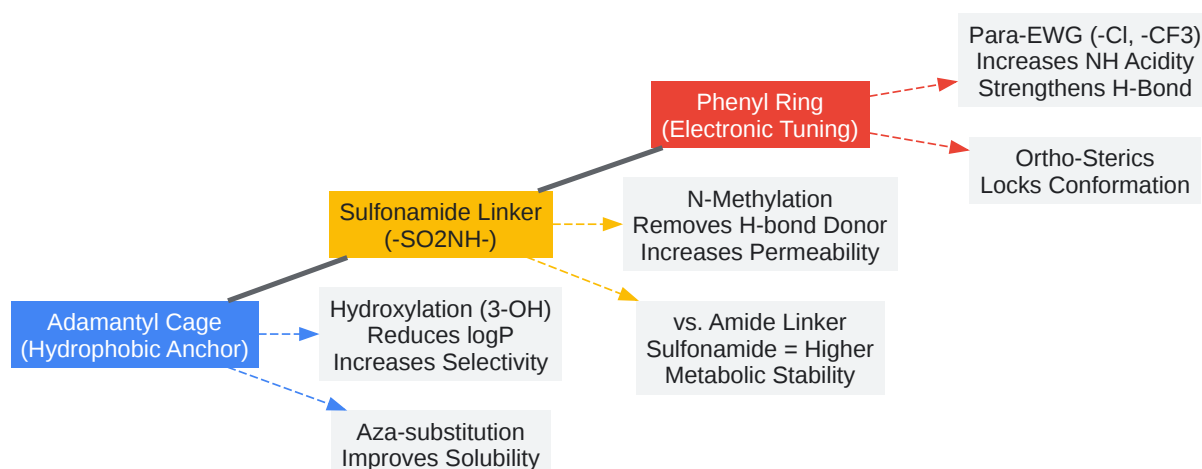 Para-EWG (-Cl, -CF3)
Increases NH Acidity
Strengthens H-Bond
Phenyl Ring
(Electronic Tuning)
Ortho-Sterics
Locks Conformation
Sulfonamide Linker
(-SO2NH-)
N-Methylation
Removes H-bond Donor
Increases Permeability
Adamantyl Cage
(Hydrophobic Anchor)
Hydroxylation (3-OH)
Reduces logP
Increases Selectivity
vs. Amide Linker
Sulfonamide = Higher
Metabolic Stability
Aza-substitution
Improves Solubility